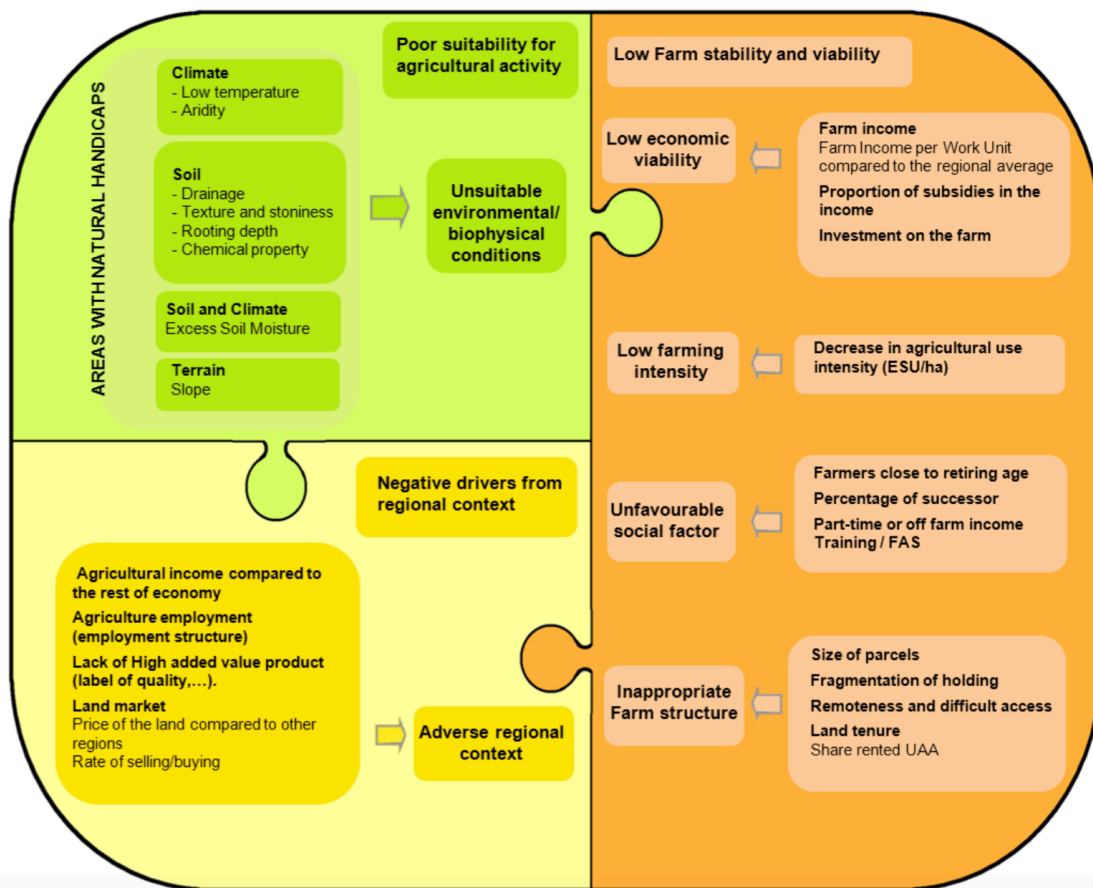 AREAS WITH NATURAL HANDICAPS
Poor suitability for
agricultural activity
Climate
- Low temperature
- Aridity
Soil
- Drainage
- Texture and stoniness
- Rooting depth
- Chemical property
Soil and Climate
Excess Soil Moisture
Terrain
Slope
Unsuitable
environmental/
biophysical
conditions
Low Farm stability and viability
Low economic
viability
Farm income
Farm Income per Work Unit
compared to the regional average
Proportion of subsidies in the
income
Investment on the farm
Low farming
intensity
Decrease in agricultural use
intensity (ESU/ha)
Unfavourable
social factor
Farmers close to retiring age
Percentage of successor
Part-time or off farm income
Training / FAS
Inappropriate
Farm structure
Size of parcels
Fragmentation of holding
Remoteness and difficult access
Land tenure
Share rented UAA
Negative drivers from
regional context
Agricultural income compared to
the rest of economy
Agriculture employment
(employment structure)
Lack of High added value product
(label of quality,...).
Land market
Price of the land compared to other
regions
Rate of selling/buying
Adverse regional
context